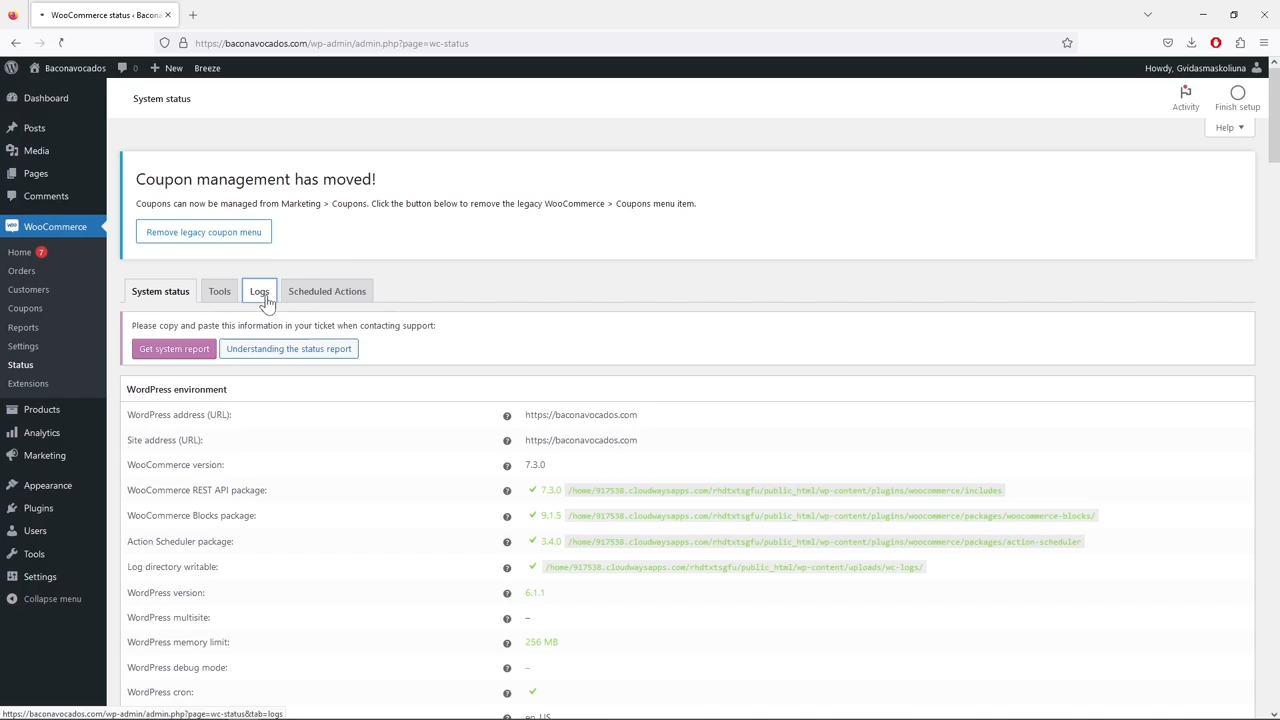 WooCommerce status ‹ Bacona
https://baconavocados.com/wp-admin/admin.php?page=wc-status
Baconavocados
0
New
Breeze
Howdy, Gvidasmaskoliuna
Dashboard
Posts
Media
Pages
Comments
WooCommerce
Home 7
Orders
Customers
Coupons
Reports
Settings
Status
Extensions
Products
Analytics
Marketing
Appearance
Plugins
Users
Tools
Settings
Collapse menu
System status
Activity
Finish setup
Help
Coupon management has moved!
Coupons can now be managed from Marketing > Coupons. Click the button below to remove the legacy WooCommerce > Coupons menu item.
Remove legacy coupon menu
System status
Tools
Logs
Scheduled Actions
Please copy and paste this information in your ticket when contacting support:
Get system report
Understanding the status report
WordPress environment
WordPress address (URL): https://baconavocados.com
Site address (URL): https://baconavocados.com
WooCommerce version: 7.3.0
WooCommerce REST API package: 7.3.0 /home/917538.cloudwaysapps.com/rhdtxtsgfu/public_html/wp-content/plugins/woocommerce/includes
WooCommerce Blocks package: 9.1.5 /home/917538.cloudwaysapps.com/rhdtxtsgfu/public_html/wp-content/plugins/woocommerce/packages/woocommerce-blocks/
Action Scheduler package: 3.4.0 /home/917538.cloudwaysapps.com/rhdtxtsgfu/public_html/wp-content/plugins/woocommerce/packages/action-scheduler
Log directory writable: /home/917538.cloudwaysapps.com/rhdtxtsgfu/public_html/wp-content/uploads/wc-logs/
WordPress version: 6.1.1
WordPress multisite: –
WordPress memory limit: 256 MB
WordPress debug mode: –
WordPress cron:
en_US
https://baconavocados.com/wp-admin/admin.php?page=wc-status&tab=logs